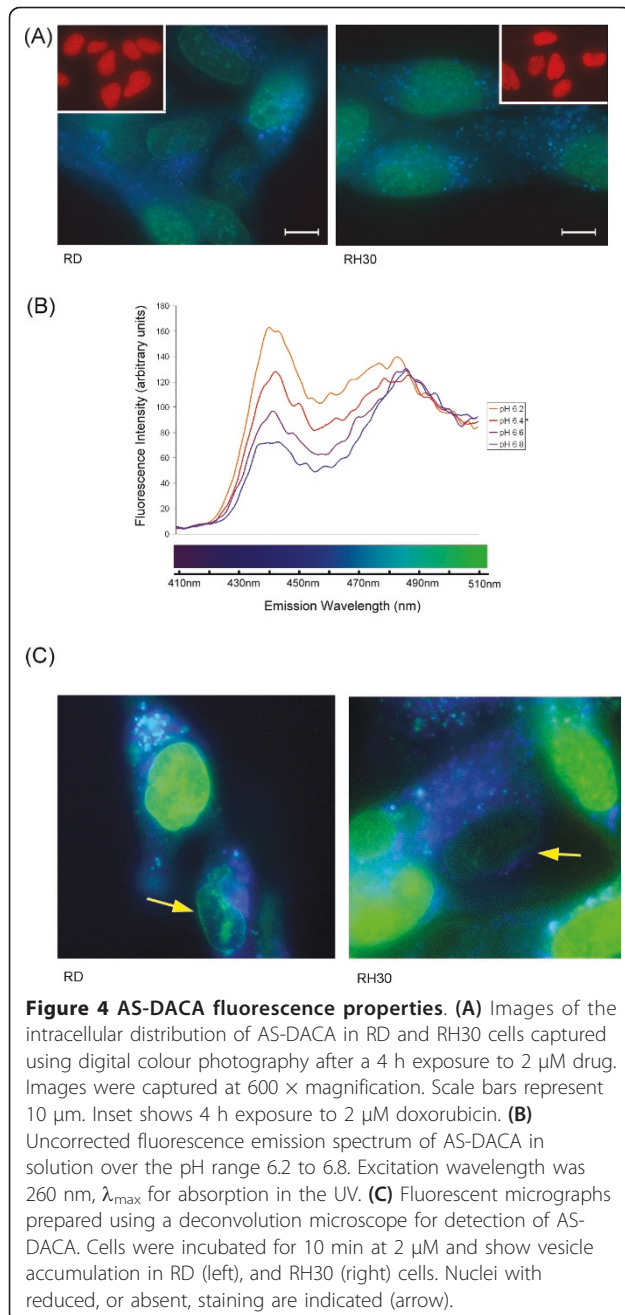 (A)
RD
RH30
(B)
Fluorescence Intensity (arbitrary units)
180
160
140
120
100
80
60
40
20
0
pH 6.2
pH 6.4
pH 6.6
pH 6.8
410nm 430nm 450nm 470nm 490nm 510nm
Emission Wavelength (nm)
(C)
RD
RH30
Figure 4 AS-DACA fluorescence properties. (A) Images of the
intracellular distribution of AS-DACA in RD and RH30 cells captured
using digital colour photography after a 4 h exposure to 2 μM drug.
Images were captured at 600 × magnification. Scale bars represent
10 μm. Inset shows 4 h exposure to 2 μM doxorubicin. (B)
Uncorrected fluorescence emission spectrum of AS-DACA in
solution over the pH range 6.2 to 6.8. Excitation wavelength was
260 nm, λmax for absorption in the UV. (C) Fluorescent micrographs
prepared using a deconvolution microscope for detection of AS-
DACA. Cells were incubated for 10 min at 2 μM and show vesicle
accumulation in RD (left), and RH30 (right) cells. Nuclei with
reduced, or absent, staining are indicated (arrow).